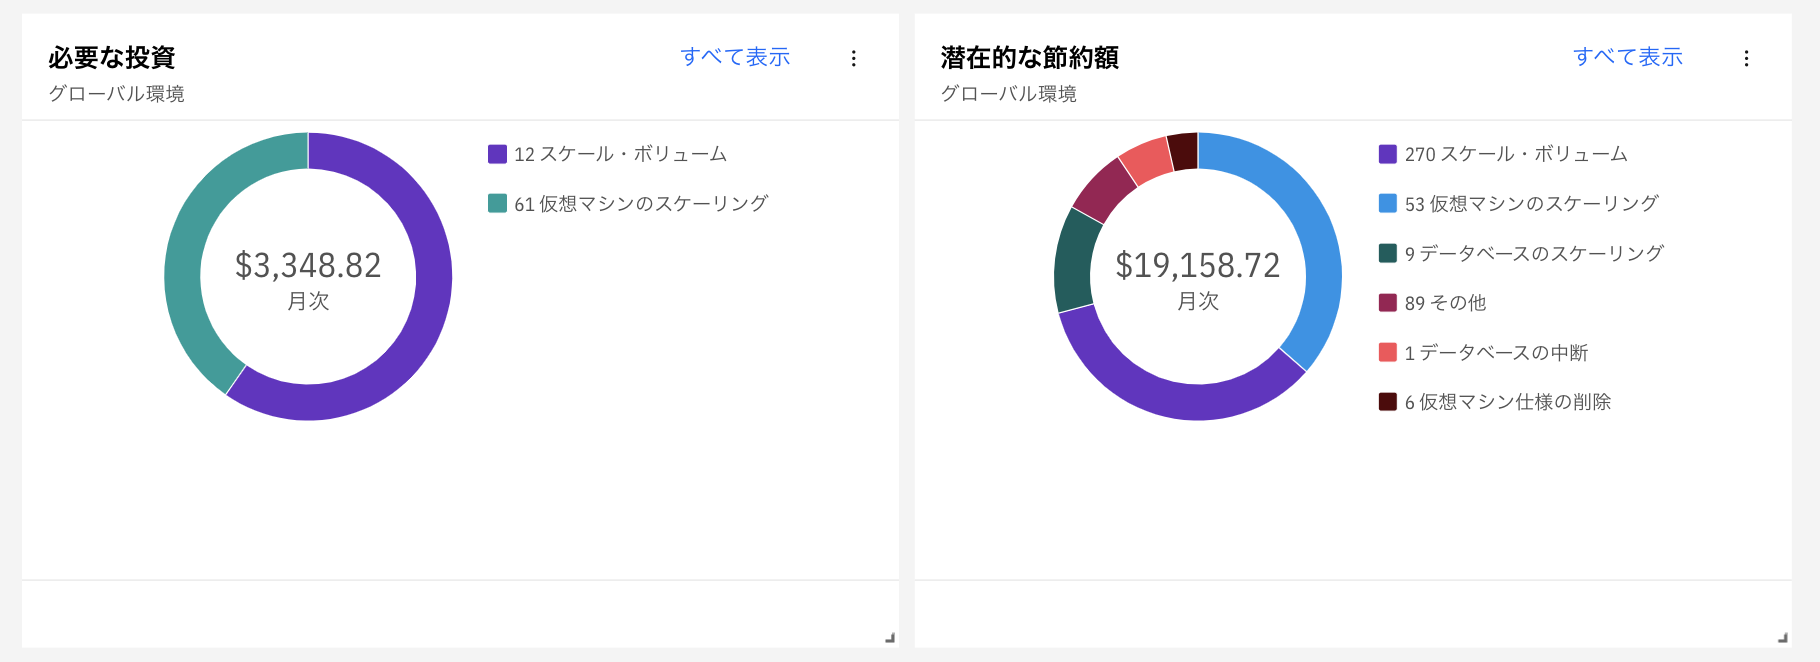 必要な投資
すべて表示
グローバル環境
12 スケール・ボリューム
61 仮想マシンのスケーリング
$3,348.82
月次
潜在的な節約額
すべて表示
グローバル環境
270 スケール・ボリューム
53 仮想マシンのスケーリング
9 データベースのスケーリング
89 その他
1 データベースの中断
6 仮想マシン仕様の削除
$19,158.72
月次